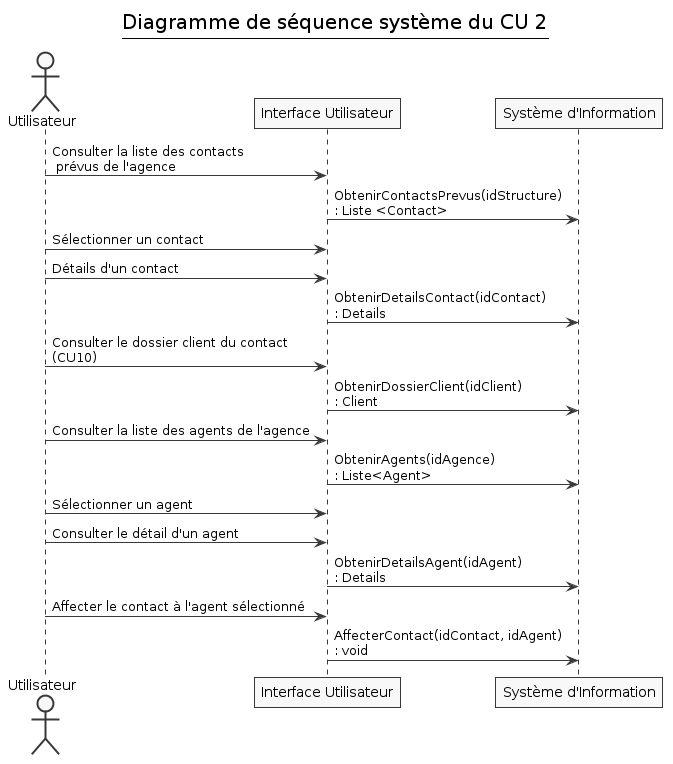 Diagramme de séquence système du CU 2
Utilisateur
Interface Utilisateur
Système d'Information
Consulter la liste des contacts
prévus de l'agence
ObtenirContactsPrevus(idStructure)
: Liste <Contact>
Sélectionner un contact
Détails d'un contact
ObtenirDetailsContact(idContact)
: Details
Consulter le dossier client du contact
(CU10)
ObtenirDossierClient(idClient)
: Client
Consulter la liste des agents de l'agence
ObtenirAgents(idAgence)
: Liste<Agent>
Sélectionner un agent
Consulter le détail d'un agent
ObtenirDetailsAgent(idAgent)
: Details
Affecter le contact à l'agent sélectionné
AffecterContact(idContact, idAgent)
: void
Utilisateur
Interface Utilisateur
Système d'Information